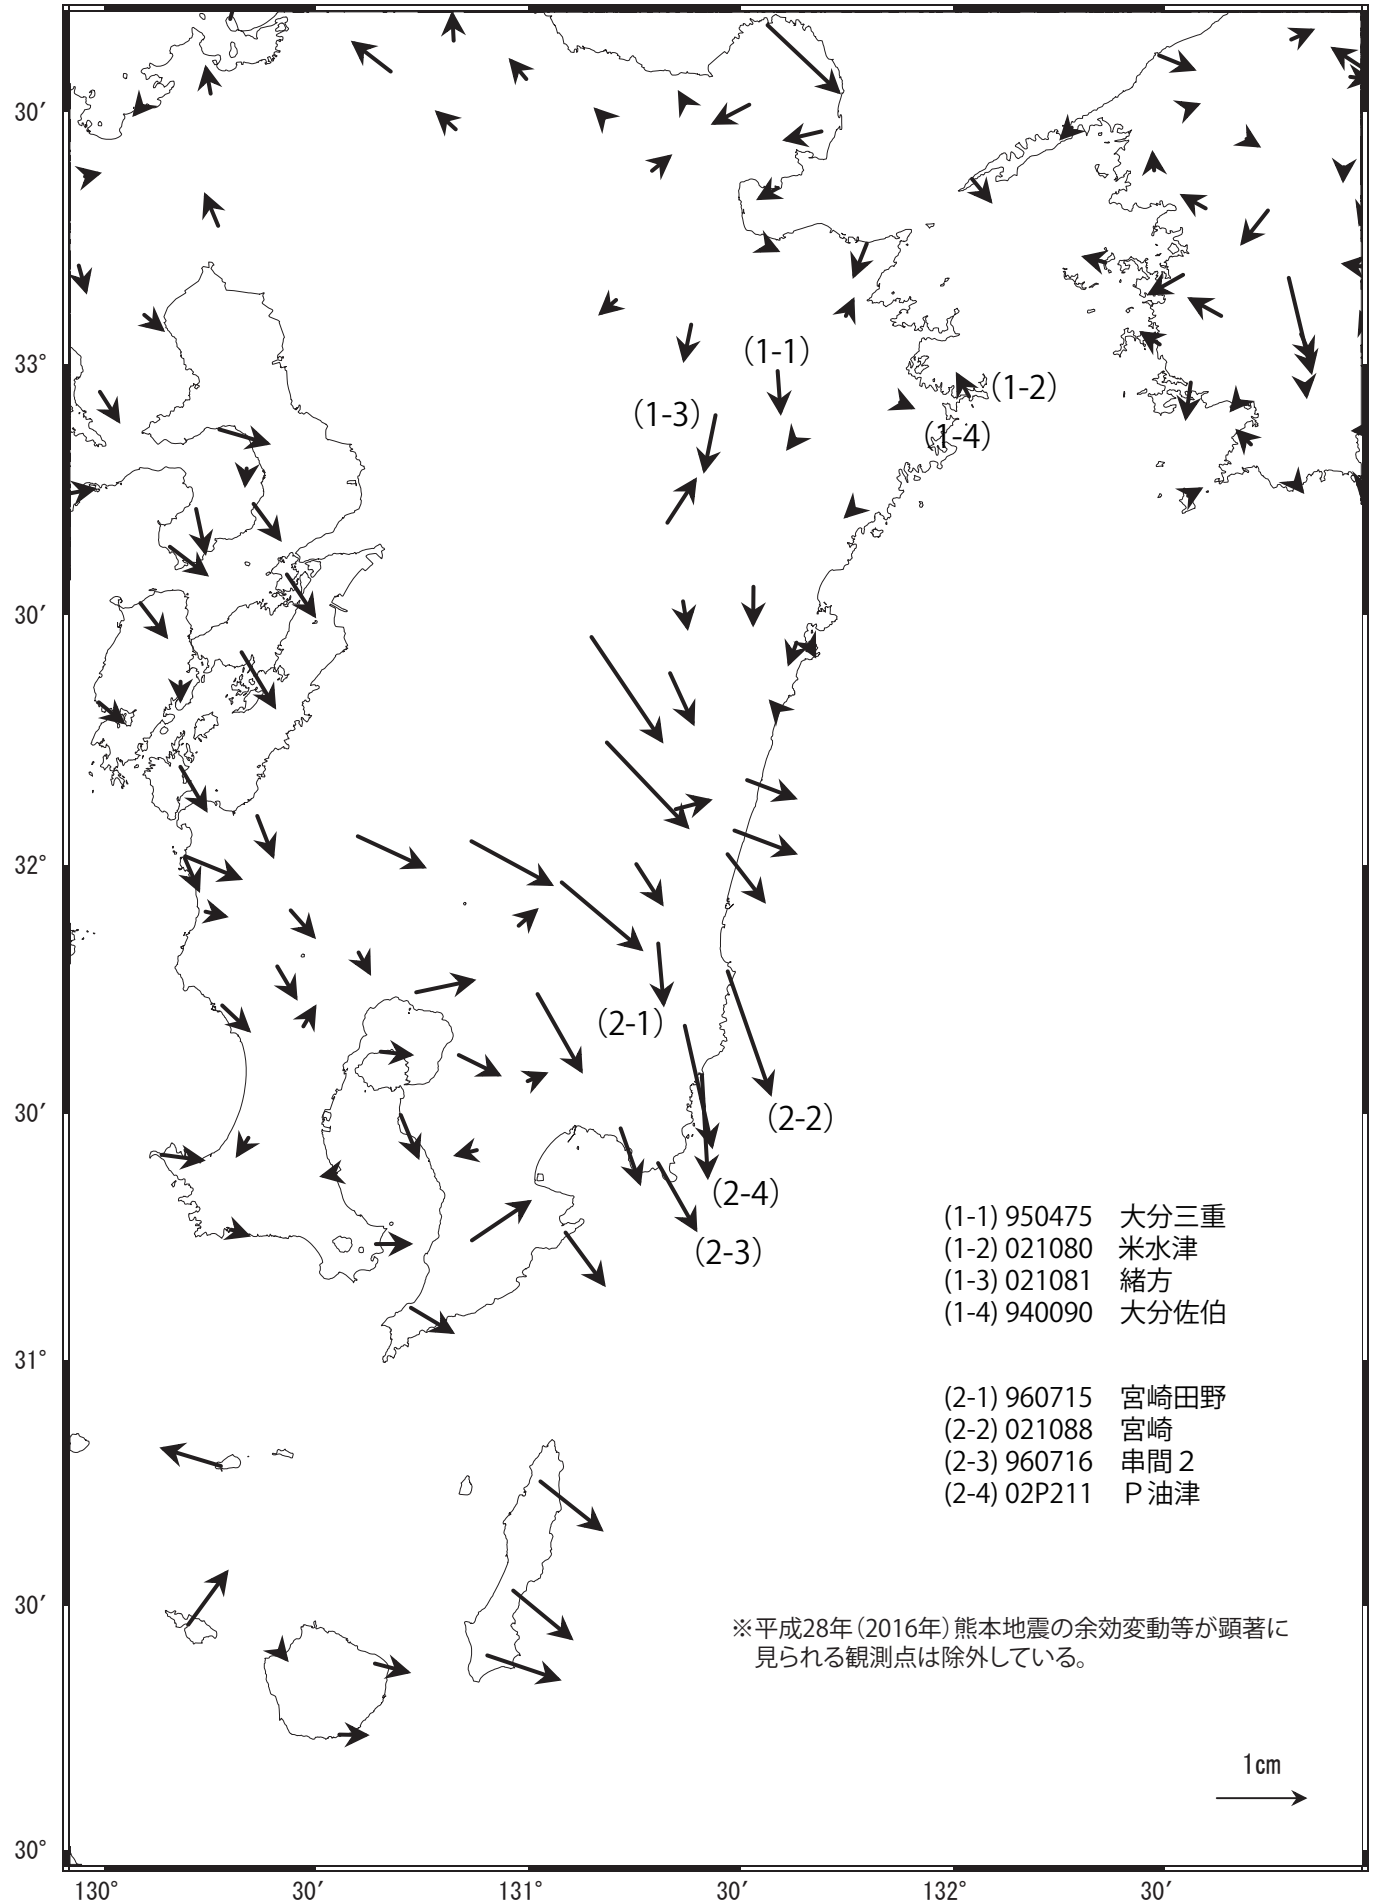 30′
33°
30′
32°
30′
31°
30′
30°
130°
30′
131°
30′
132°
30′
(1-1)
(1-2)
(1-3)
(1-4)
(2-1)
(2-2)
(2-4)
(2-3)
(1-1) 950475 大分三重
(1-2) 021080 米水津
(1-3) 021081 緒方
(1-4) 940090 大分佐伯
(2-1) 960715 宮崎田野
(2-2) 021088 宮崎
(2-3) 960716 串間２
(2-4) 02P211 Ｐ油津
※平成28年(2016年)熊本地震の余効変動等が顕著に
見られる観測点は除外している。
1cm